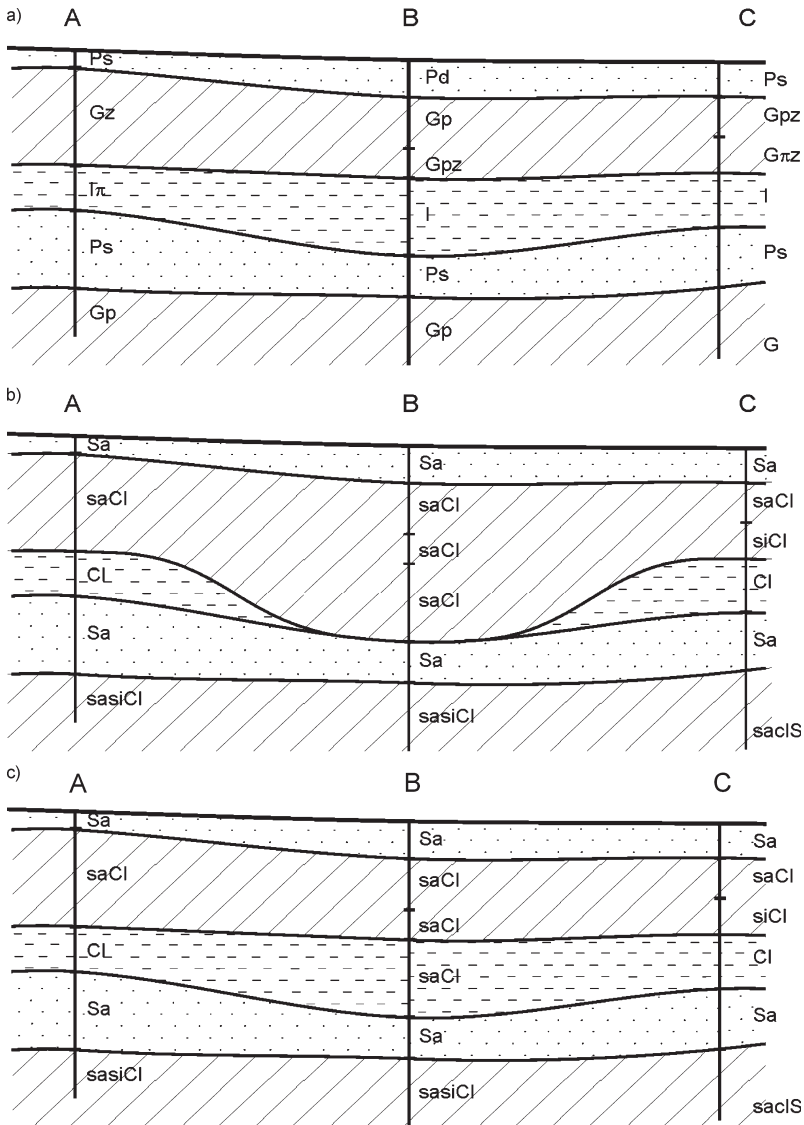 a) A B C
Ps Pd Ps
Gz Gp Gpz
Gpz Gπz
Iπ I I
Ps Ps Ps
Gp Gp G
b) A B C
Sa Sa Sa
saCl saCl saCl
saCl siCl
CL saCl Cl
Sa Sa Sa
sasiCl sasiCl saclS
c) A B C
Sa Sa Sa
saCl saCl
saCl siCl
CL saCl Cl
Sa Sa Sa
sasiCl sasiCl saclS